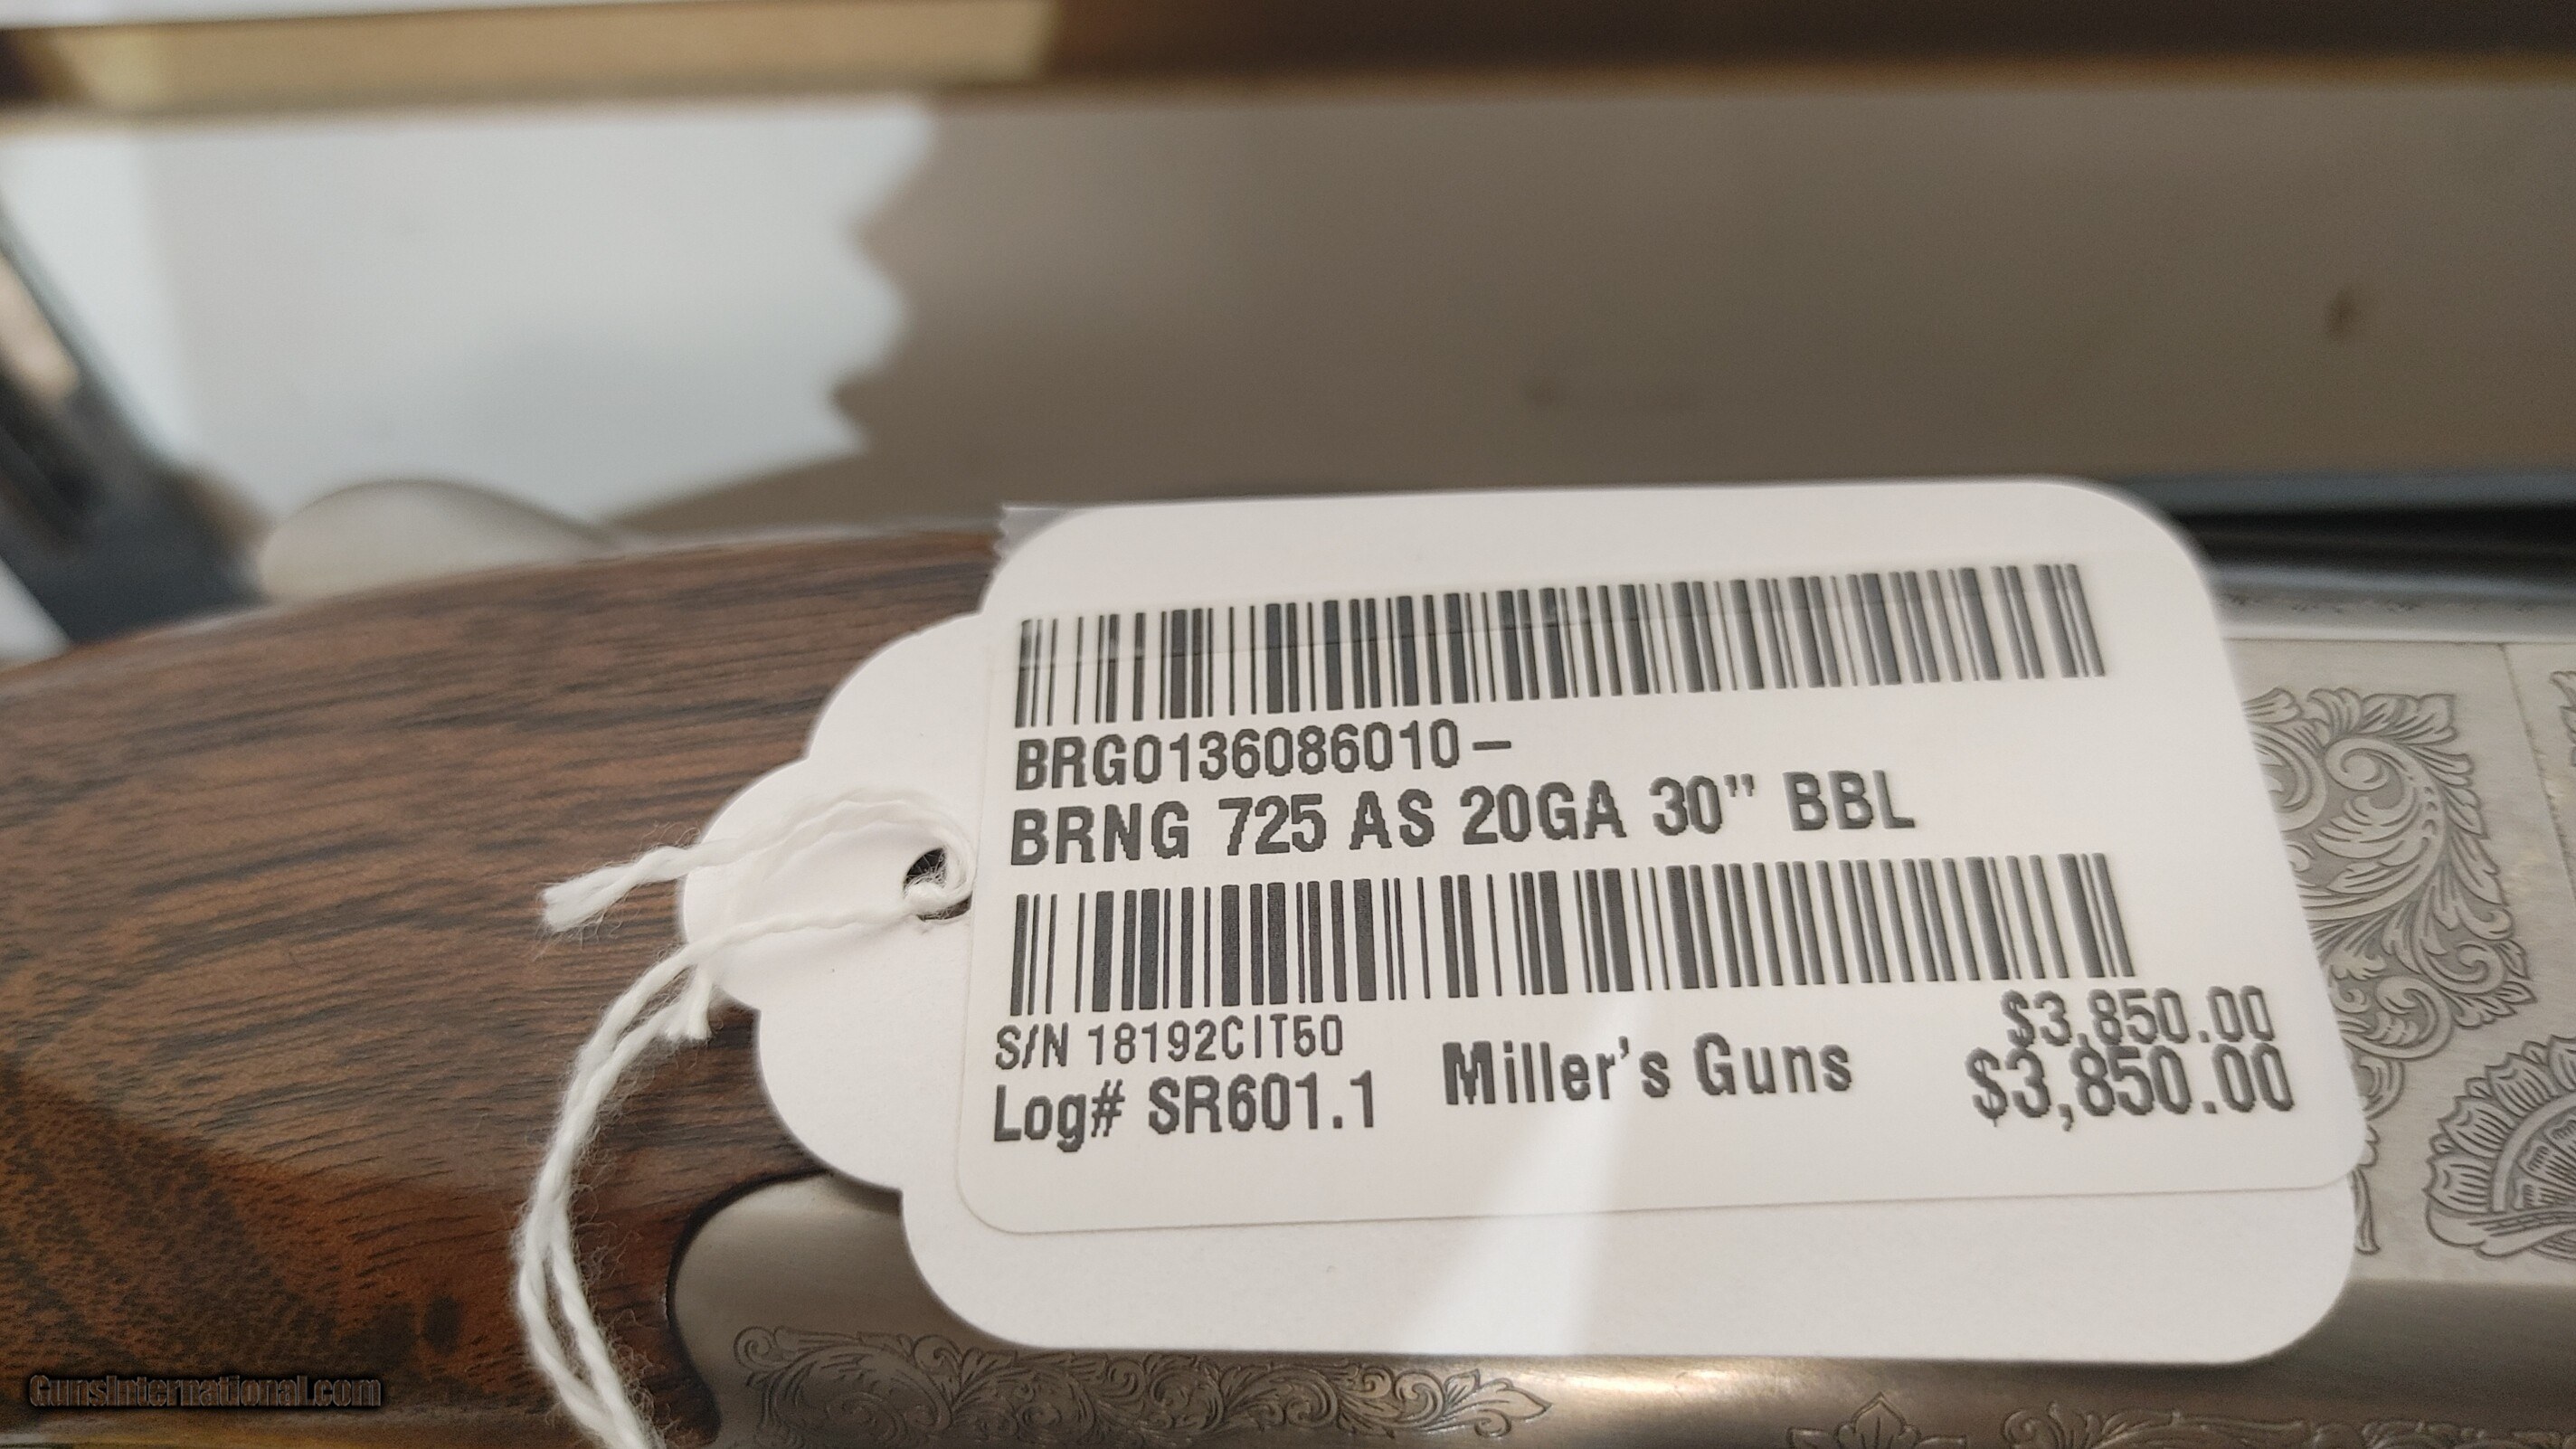 BRG0136086010-
BRNG 725 AS 20GA 30" BBL
S/N 18192CIT50
$3,850.00
Log# SR601.1 Miller's Guns $3,850.00
GunsInternational.com